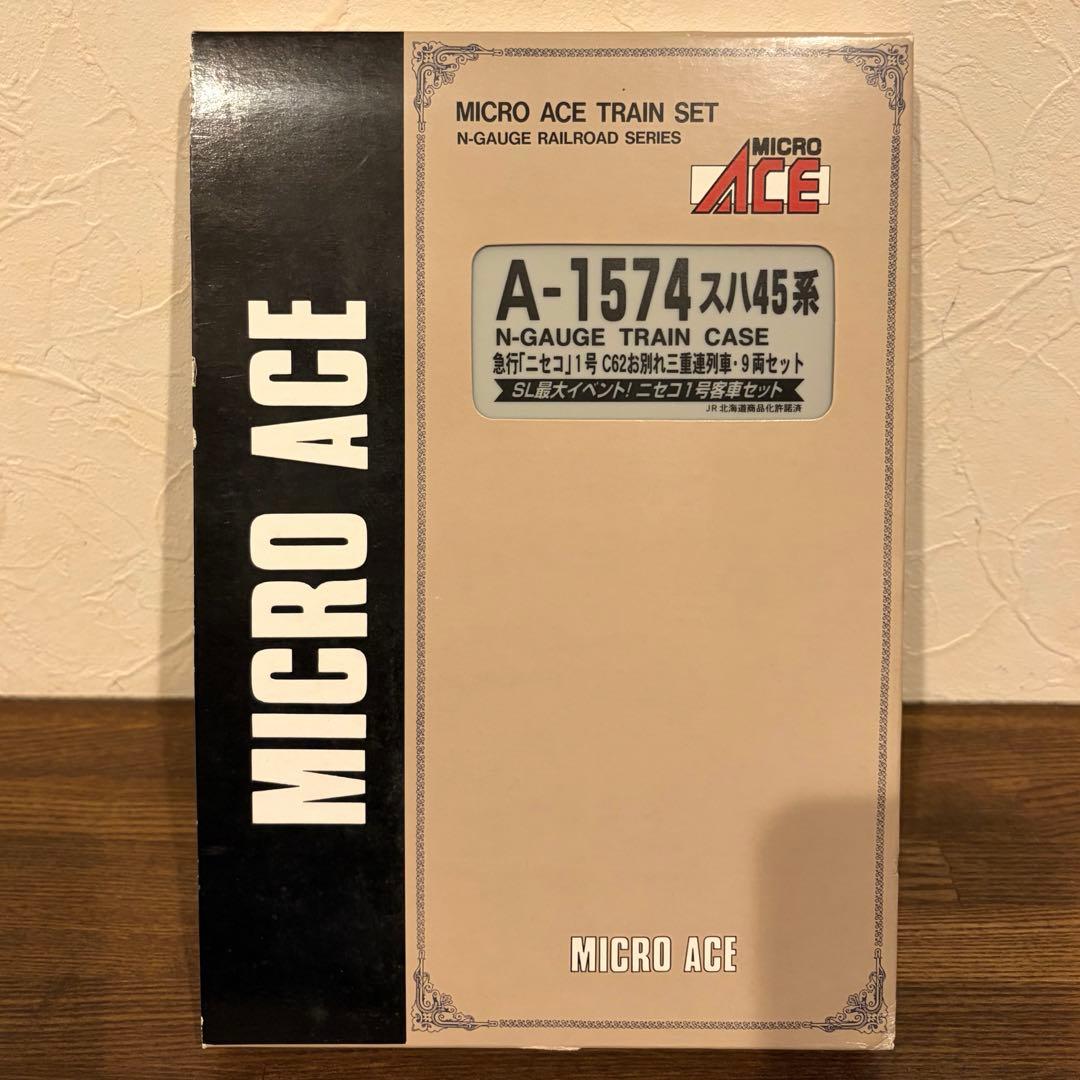 MICRO ACE
MICRO ACE TRAIN SET
N-GAUGE RAILROAD SERIES
MICRO
ACE
A-1574 スハ45系
N-GAUGE TRAIN CASE
急行「ニセコ」1号 C62お別れ三重連列車・9両セット
SL最大イベント! ニセコ1号客車セット
JR北海道商品化許諾済
MICRO ACE